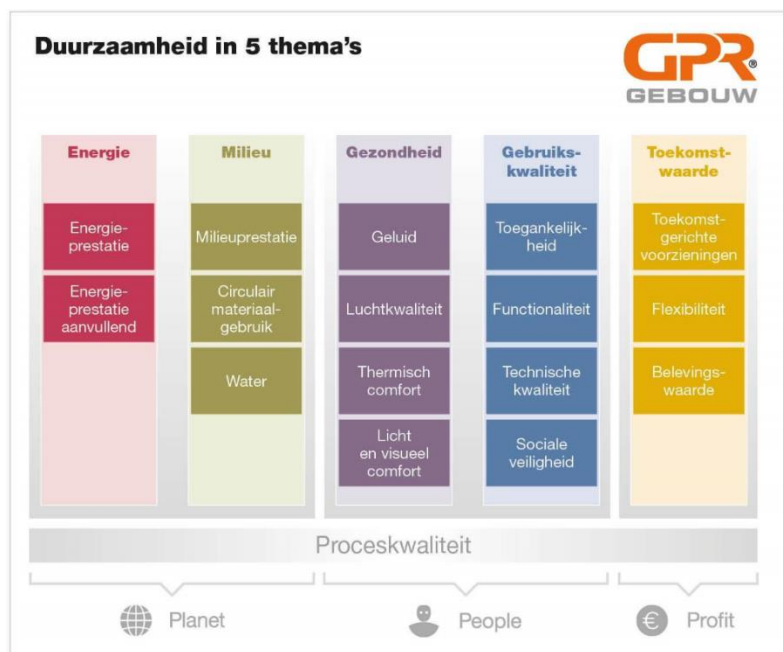 Duurzaamheid in 5 thema's
GPR®
GEBOUW
Energie
Energie-
prestatie
Energie-
prestatie
aanvullend
Milieu
Milieuprestatie
Circulair
materiaal-
gebruik
Water
Gezondheid
Geluid
Luchtkwaliteit
Thermisch
comfort
Licht
en visueel
comfort
Gebruiks-
kwaliteit
Toegankelijk-
heid
Functionaliteit
Technische
kwaliteit
Sociale
veiligheid
Toekomst-
waarde
Toekomst-
gerichte
voorzieningen
Flexibiliteit
Belevings-
waarde
Proceskwaliteit
Planet
People
€ Profit